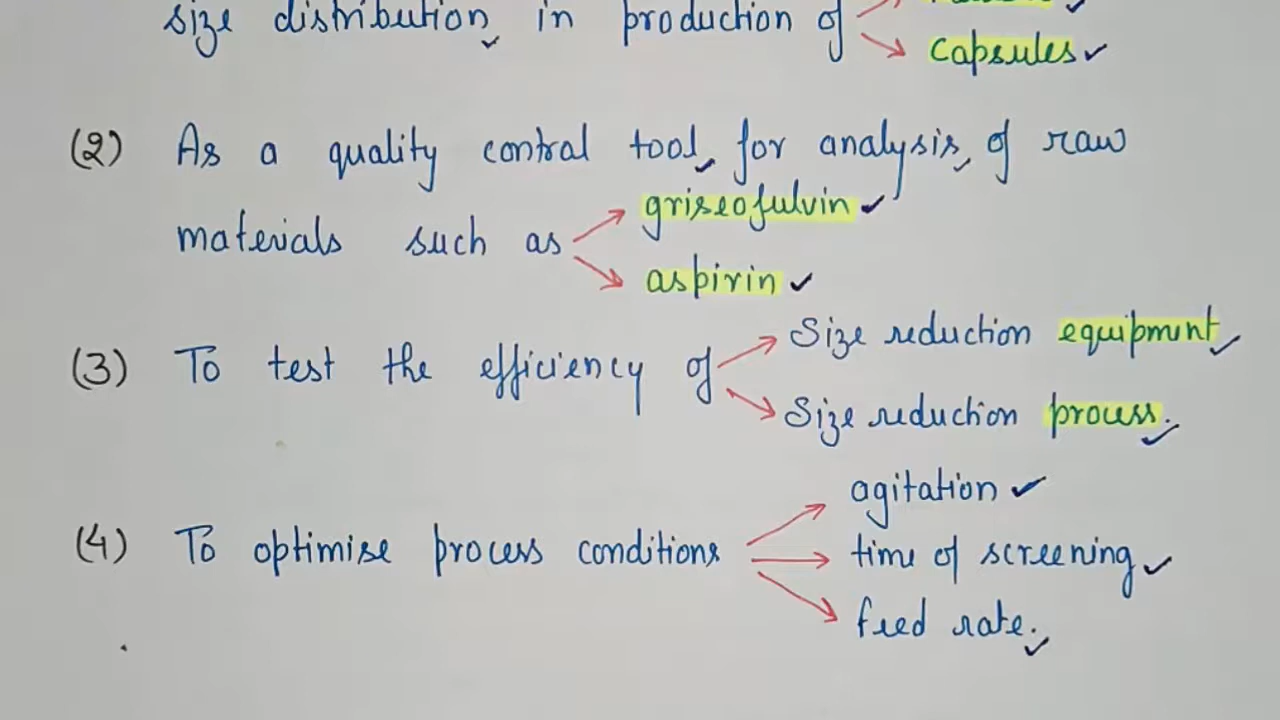 size distribution in production of
capsules
(2) As a quality control tool for analysis of raw
materials such as griseofulvin
aspirin
(3) To test the efficiency of Size reduction equipment
Size reduction process.
(4) To optimise process conditions agitation
time of screening
feed rate.